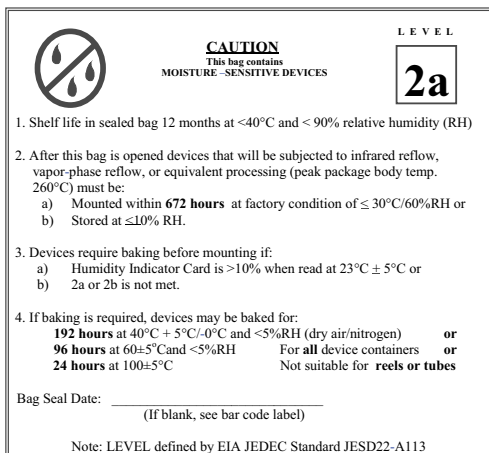 LEVEL
CAUTION
This bag contains
MOISTURE –SENSITIVE DEVICES
2a
1. Shelf life in sealed bag 12 months at <40°C and < 90% relative humidity (RH)
2. After this bag is opened devices that will be subjected to infrared reflow,
vapor-phase reflow, or equivalent processing (peak package body temp.
260°C) must be:
a) Mounted within 672 hours at factory condition of ≤ 30°C/60%RH or
b) Stored at ≤10% RH.
3. Devices require baking before mounting if:
a) Humidity Indicator Card is >10% when read at 23°C ± 5°C or
b) 2a or 2b is not met.
4. If baking is required, devices may be baked for:
192 hours at 40°C + 5°C/-0°C and <5%RH (dry air/nitrogen) or
96 hours at 60±5°Cand <5%RH For all device containers or
24 hours at 100±5°C Not suitable for reels or tubes
Bag Seal Date: ______________________________
(If blank, see bar code label)
Note: LEVEL defined by EIA JEDEC Standard JESD22-A113